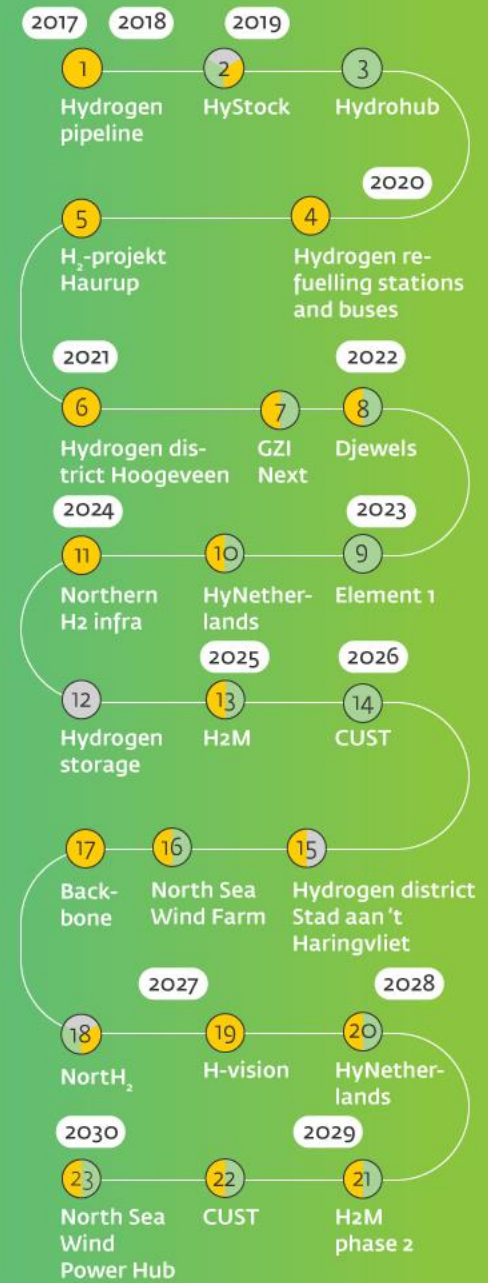 2017
2018
2019
1
2
3
Hydrogen
pipeline
HyStock
Hydrohub
2020
5
4
H₂-projekt
Haurup
Hydrogen re-
fuelling stations
and buses
2021
2022
6
7
8
Hydrogen dis-
trict Hoogeveen
GZI
Next
Djewels
2024
2023
11
10
9
Northern
H2 infra
HyNether-
lands
Element 1
2025
2026
12
13
14
Hydrogen
storage
H2M
CUST
17
16
15
Back-
bone
North Sea
Wind Farm
Hydrogen district
Stad aan 't
Haringvliet
2027
2028
18
19
20
NortH₂
H-vision
HyNether-
lands
2030
2029
23
22
21
North Sea
Wind
Power Hub
CUST
H2M
phase 2